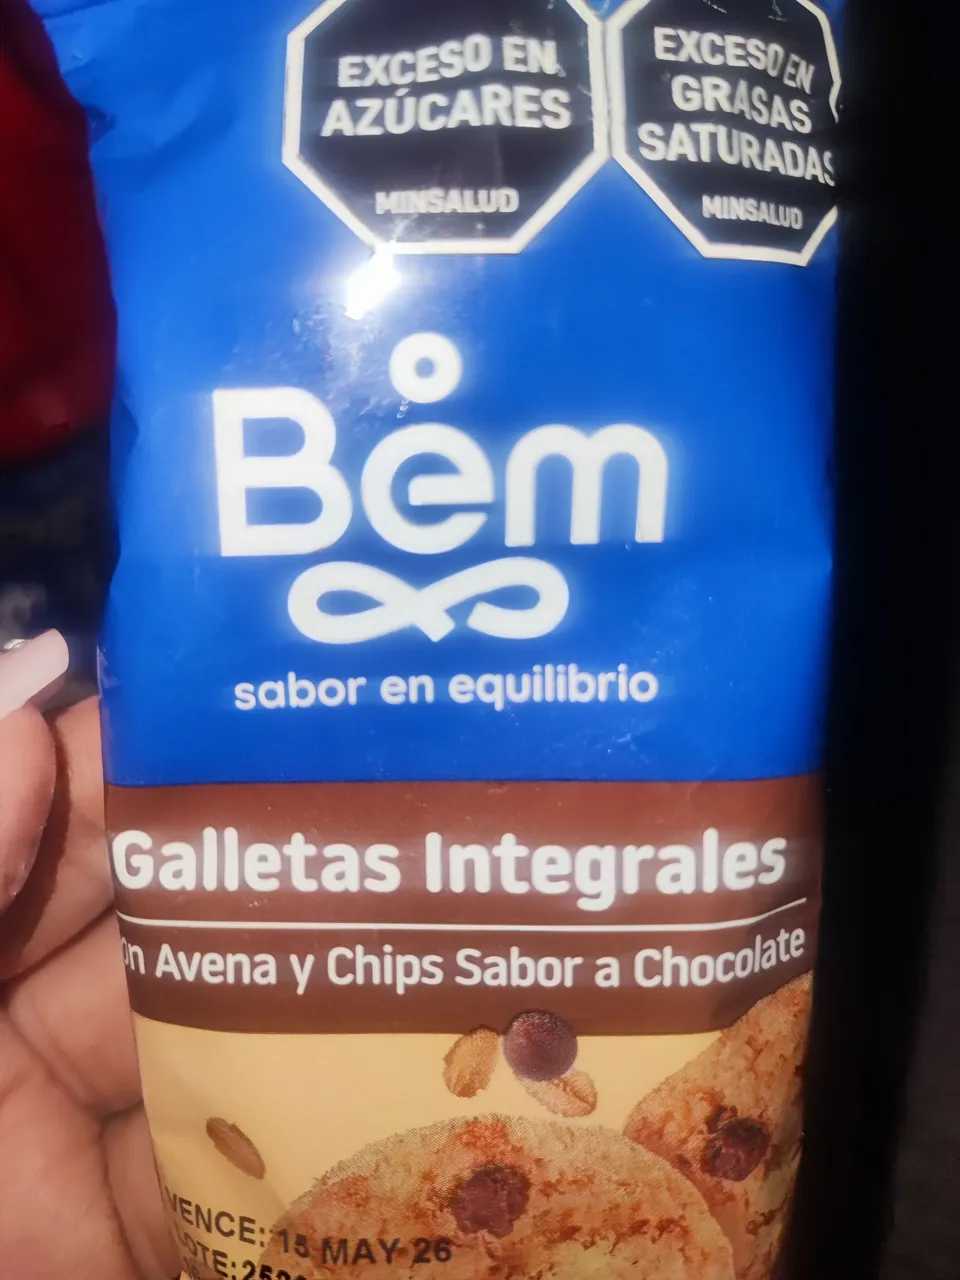 EXCESO EN
AZÚCARES
MINSALUD
EXCESO EN
GRASAS
SATURADAS
MINSALUD
Bem
sabor en equilibrio
Galletas Integrales
on Avena y Chips Sabor a Chocolate
VENCE: 15 MAY 26
LOTE: